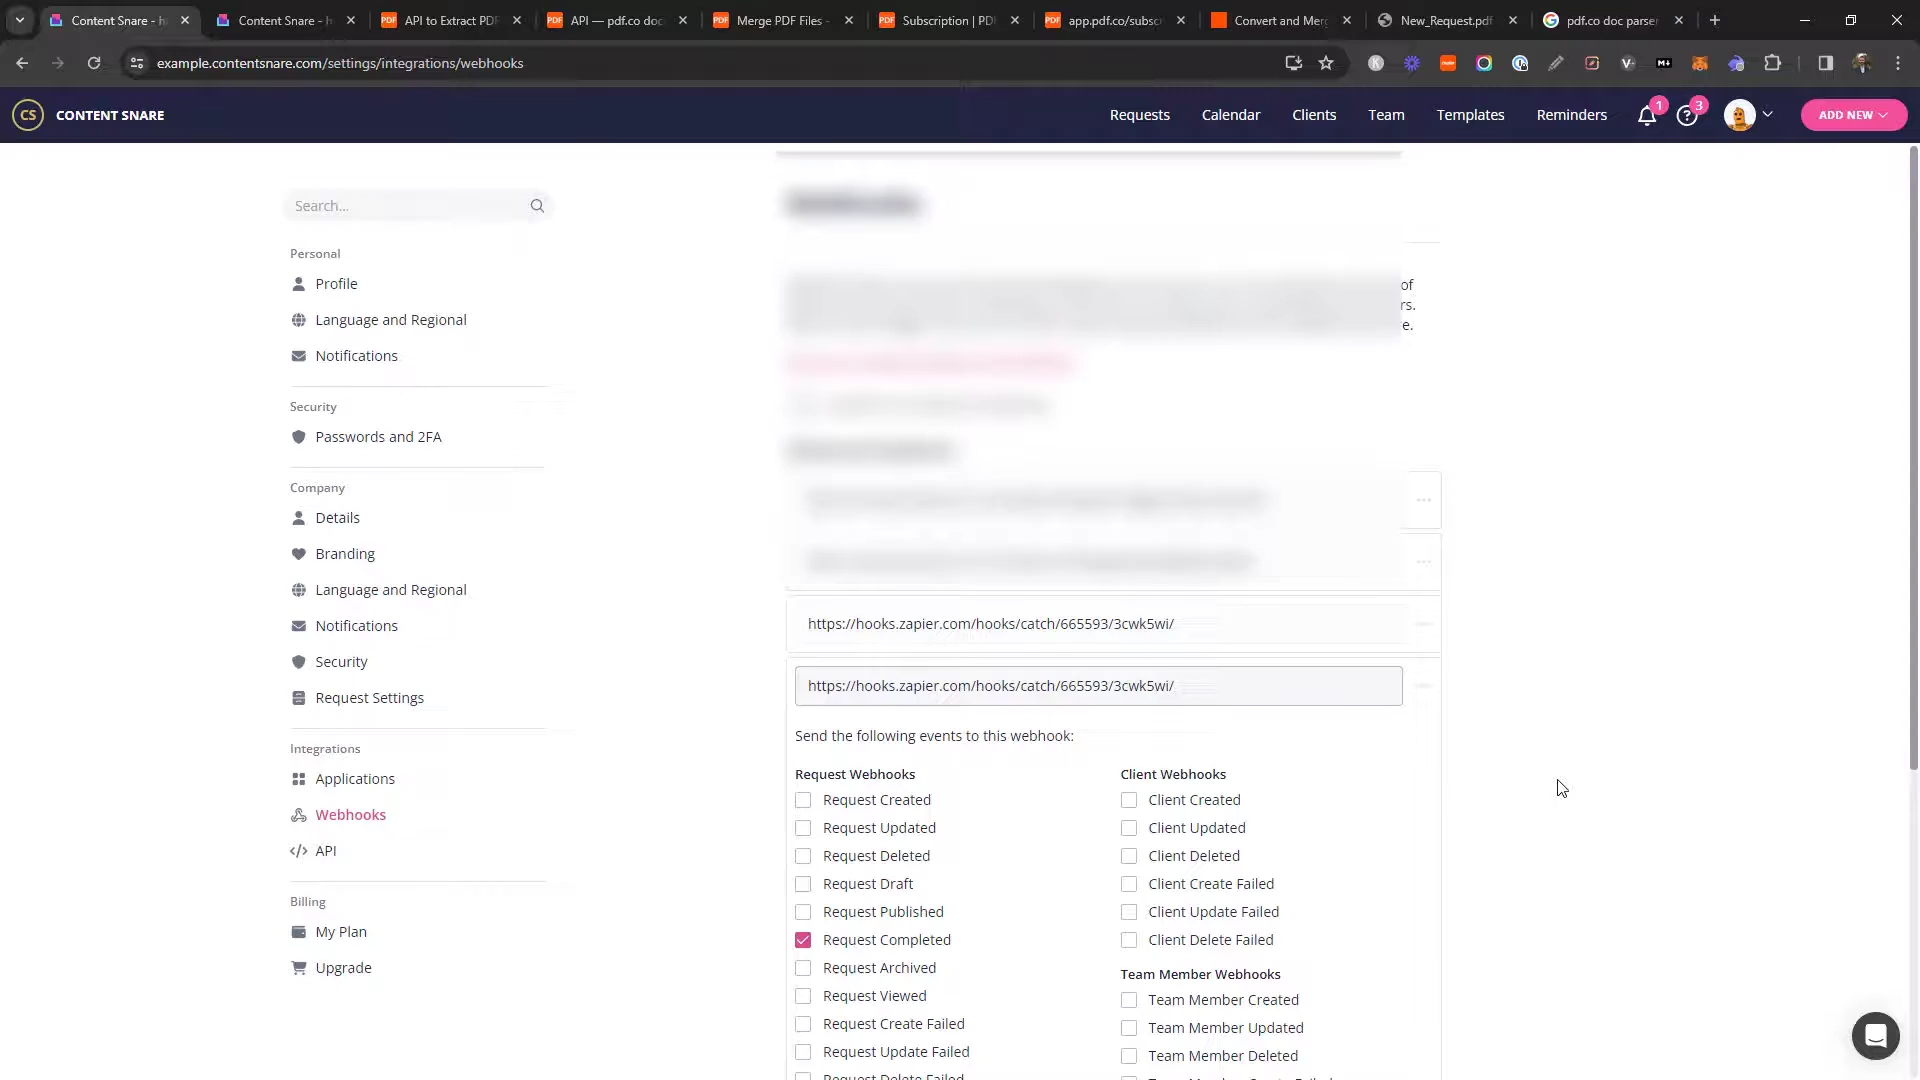 Content Snare - h
Content Snare - h
API to Extract PDF
API — pdf.co doc
Merge PDF Files -
Subscription | PD
app.pdf.co/subsc
Convert and Merg
New_Request.pdf
pdf.co doc parser
example.contentsnare.com/settings/integrations/webhooks
CS
CONTENT SNARE
Requests
Calendar
Clients
Team
Templates
Reminders
1
3
ADD NEW
Search...
Personal
Profile
Language and Regional
Notifications
Security
Passwords and 2FA
Company
Details
Branding
Language and Regional
Notifications
Security
Request Settings
Integrations
Applications
Webhooks
API
Billing
My Plan
Upgrade
of
rs.
e.
https://hooks.zapier.com/hooks/catch/665593/3cwk5wi/
https://hooks.zapier.com/hooks/catch/665593/3cwk5wi/
Send the following events to this webhook:
Request Webhooks
Request Created
Request Updated
Request Deleted
Request Draft
Request Published
Request Completed
Request Archived
Request Viewed
Request Create Failed
Request Update Failed
Request Delete Failed
Client Webhooks
Client Created
Client Updated
Client Deleted
Client Create Failed
Client Update Failed
Client Delete Failed
Team Member Webhooks
Team Member Created
Team Member Updated
Team Member Deleted